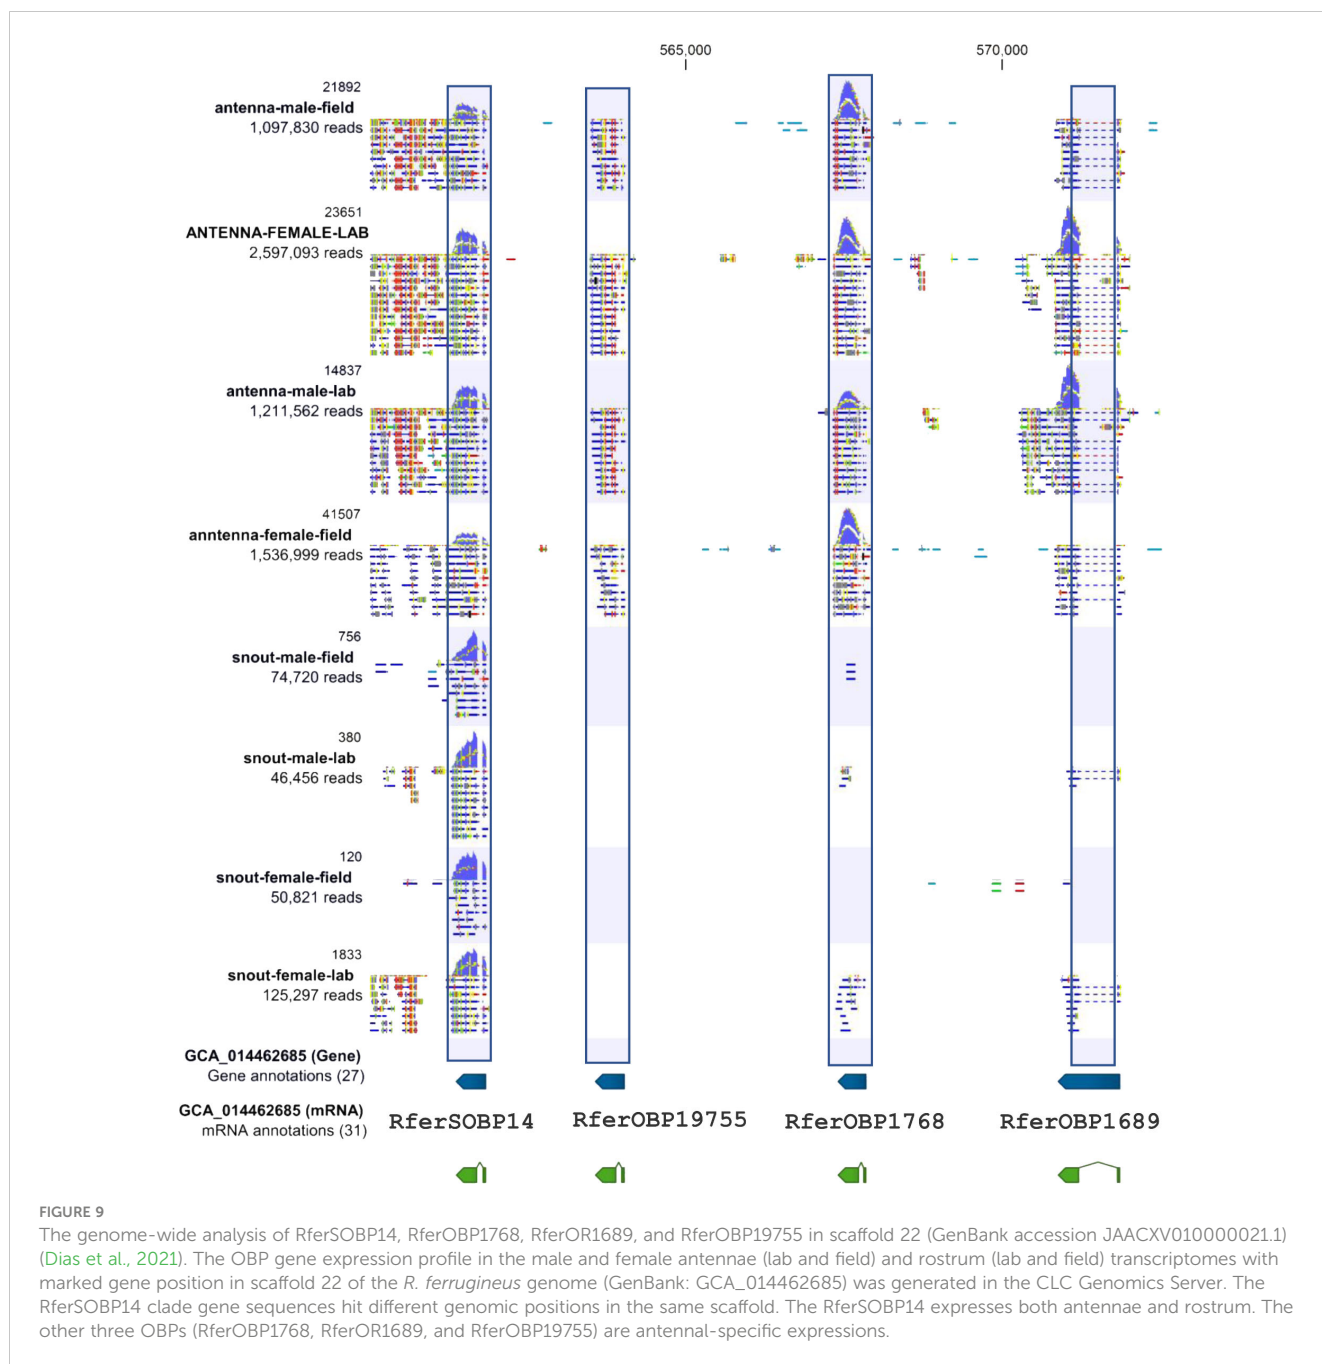 565,000
570,000
21892
antenna-male-field
1,097,830 reads
23651
ANTENNA-FEMALE-LAB
2,597,093 reads
14837
antenna-male-lab
1,211,562 reads
41507
anntenna-female-field
1,536,999 reads
756
snout-male-field
74,720 reads
380
snout-male-lab
46,456 reads
120
snout-female-field
50,821 reads
1833
snout-female-lab
125,297 reads
GCA_014462685 (Gene)
Gene annotations (27)
GCA_014462685 (mRNA)
mRNA annotations (31)
RferSOBP14
RferOBP19755
RferOBP1768
RferOBP1689
FIGURE 9
The genome-wide analysis of RferSOBP14, RferOBP1768, RferOR1689, and RferOBP19755 in scaffold 22 (GenBank accession JAACXV010000021.1)
(Dias et al., 2021). The OBP gene expression profile in the male and female antennae (lab and field) and rostrum (lab and field) transcriptomes with
marked gene position in scaffold 22 of the R. ferrugineus genome (GenBank: GCA_014462685) was generated in the CLC Genomics Server. The
RferSOBP14 clade gene sequences hit different genomic positions in the same scaffold. The RferSOBP14 expresses both antennae and rostrum. The
other three OBPs (RferOBP1768, RferOR1689, and RferOBP19755) are antennal-specific expressions.